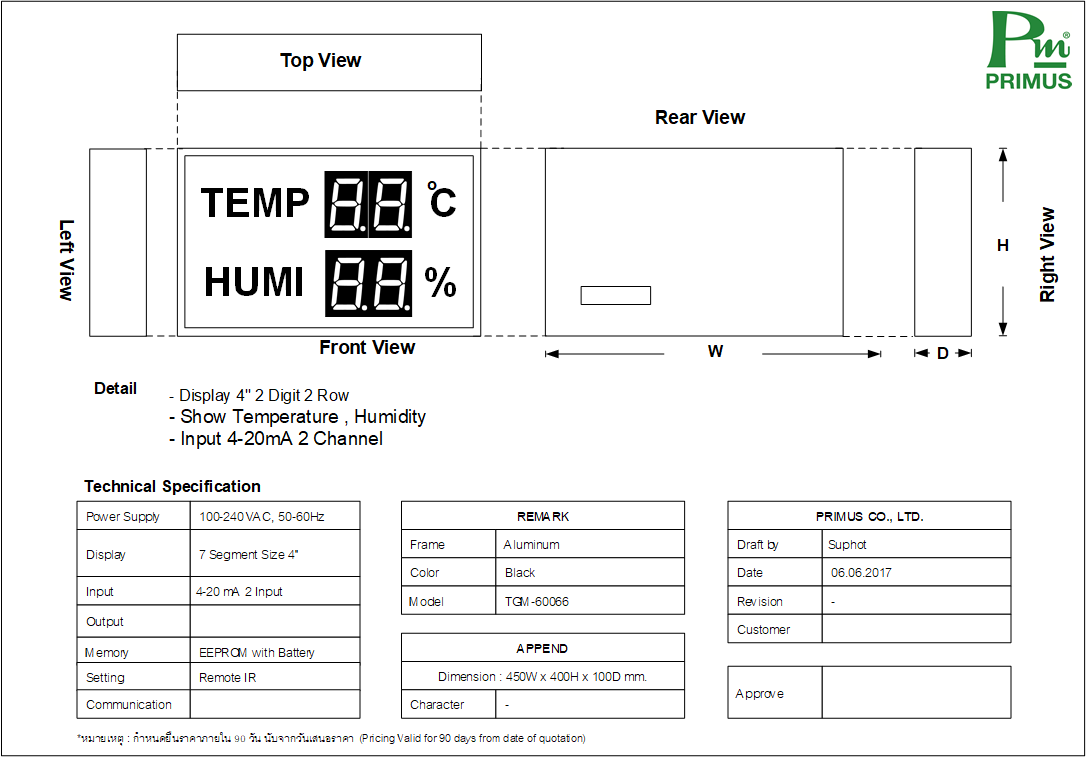 Pm®
PRIMUS
Top View
Rear View
Left View
TEMP 88 °C
HUMI 88 %
Front View
H
Right View
W
D
Detail
- Display 4" 2 Digit 2 Row
- Show Temperature , Humidity
- Input 4-20mA 2 Channel
Technical Specification
Power Supply 100-240VAC, 50-60Hz
Display 7 Segment Size 4"
Input 4-20 mA 2 Input
Output
Memory EEPROM with Battery
Setting Remote IR
Communication
REMARK
Frame Aluminum
Color Black
Model TGM-60066
APPEND
Dimension : 450W x 400H x 100D mm.
Character -
PRIMUS CO., LTD.
Draft by Suphot
Date 06.06.2017
Revision -
Customer
Approve
*หมายเหตุ : กำหนดยืนราคาภายใน 90 วัน นับจากวันเสนอราคา (Pricing Valid for 90 days from date of quotation)